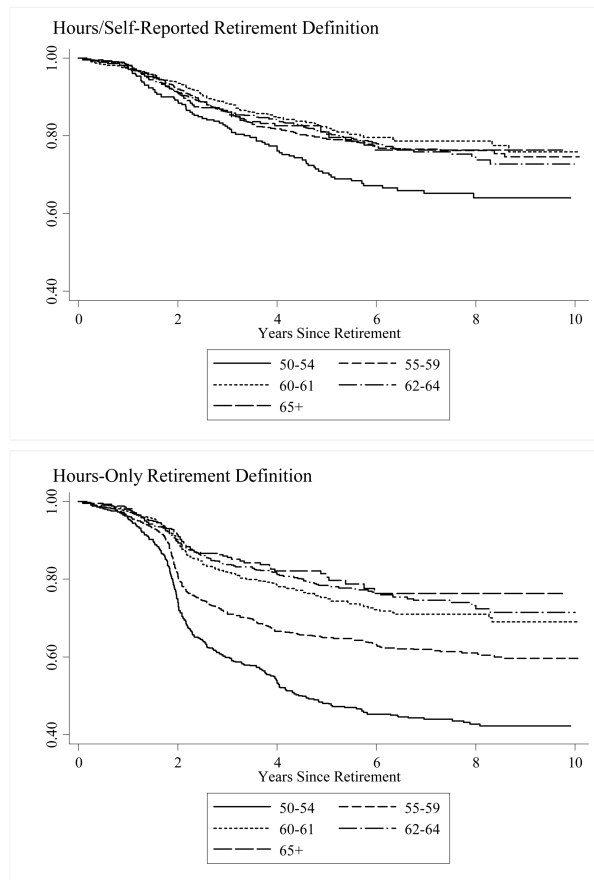 Hours/Self-Reported Retirement Definition
1.00
0.80
0.60
0.40
0 2 4 6 8 10
Years Since Retirement
50-54 55-59
60-61 62-64
65+
Hours-Only Retirement Definition
1.00
0.80
0.60
0.40
0 2 4 6 8 10
Years Since Retirement
50-54 55-59
60-61 62-64
65+